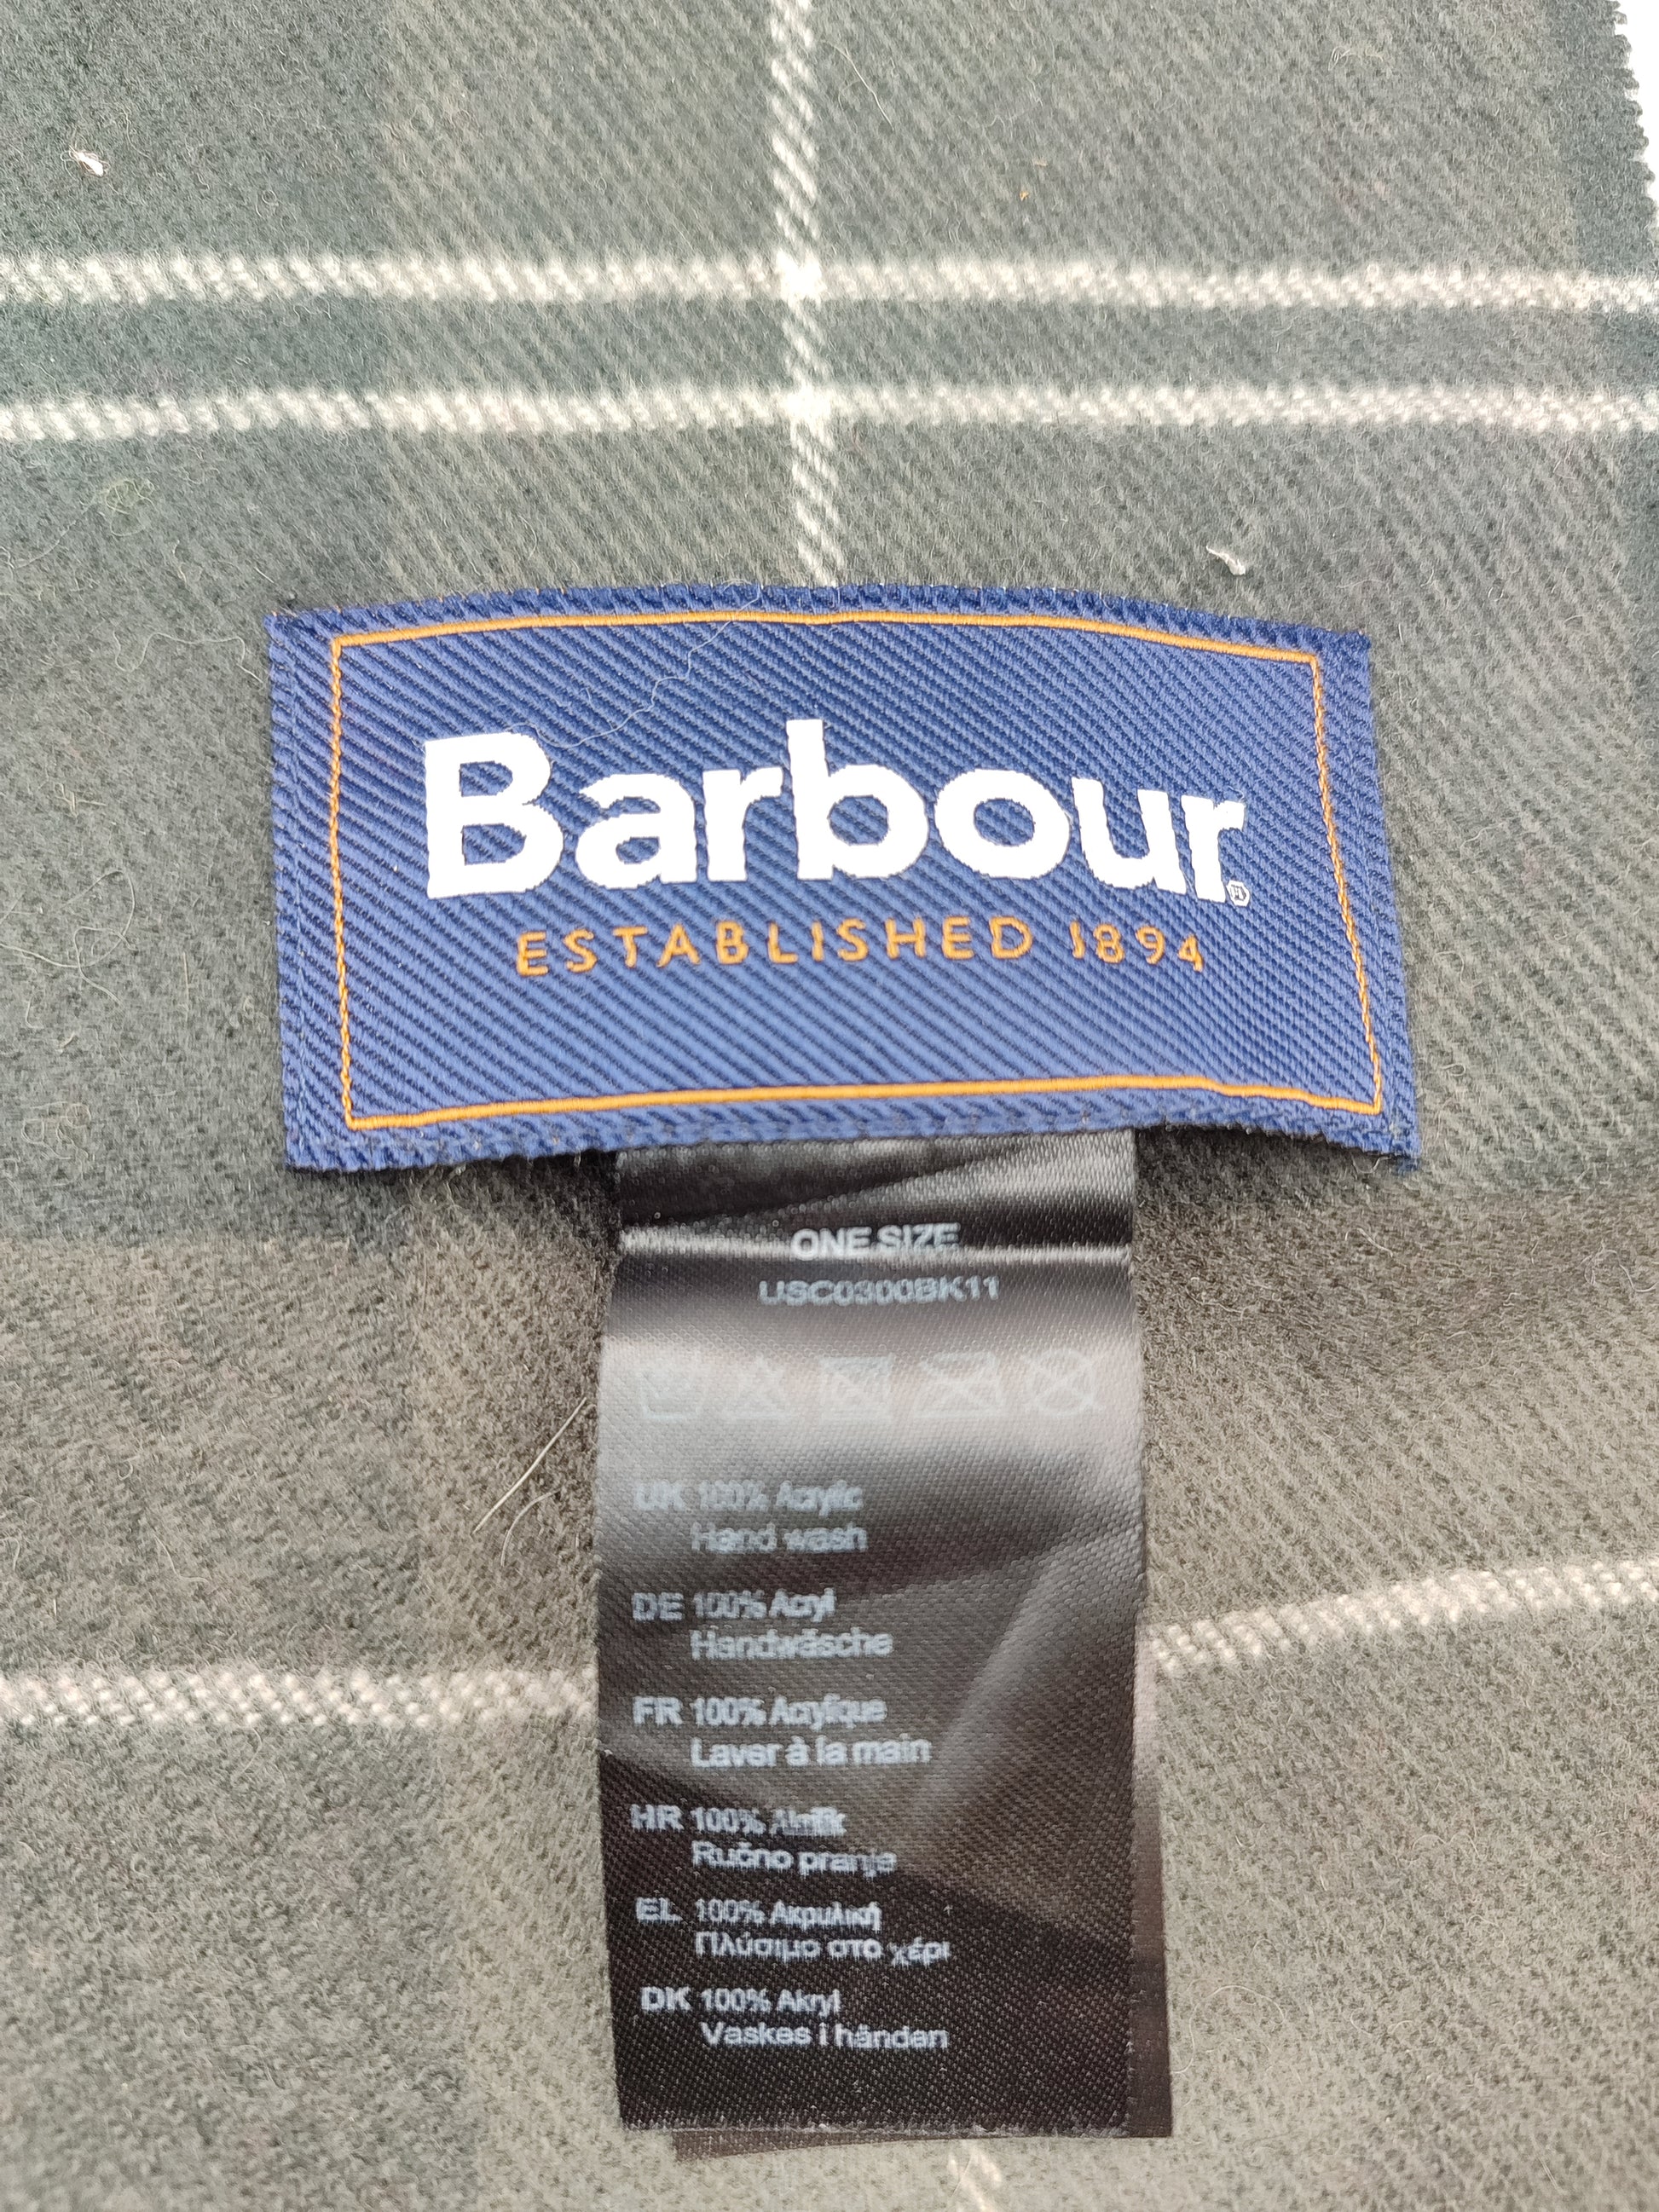 Barbour®
ESTABLISHED 1894
ONE SIZE
USC0300BK11
UK 100% Acrylic
Hand wash
DE 100% Acryl
Handwäsche
FR 100% Acrylique
Laver à la main
HR 100% Akrilik
Ručno pranje
EL 100% Ακρυλική
Πλύσιμο στο χέρι
DK 100% Akryl
Vaskes i hånden